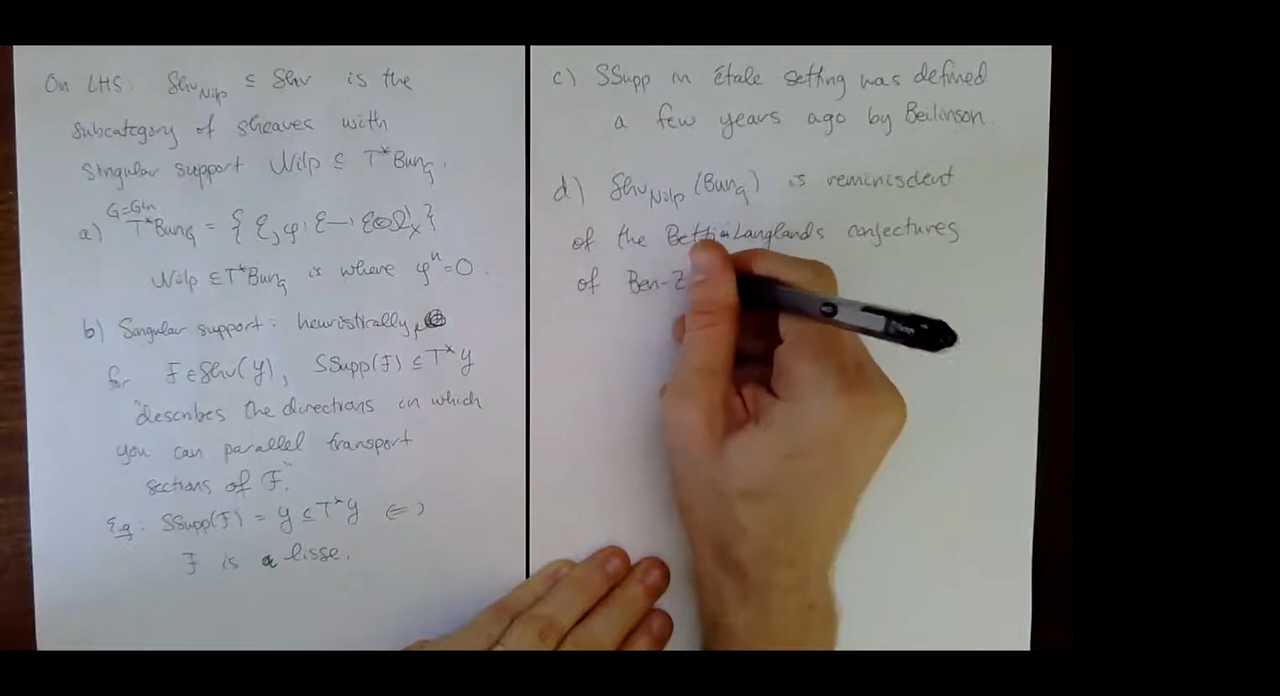 On LHS: Shv_Nilp ⊆ Shv is the
subcategory of sheaves with
singular support Nilp ⊆ T*Bun_G.
G=GLn
a) T*Bun_G = { ℰ, φ: ℰ→ ℰ⊗Ω¹_X }
Nilp ⊆ T*Bun_G is where φⁿ=0.
b) Singular support: heuristically,
for F ∈ Shv(Y), SSupp(F) ⊆ T*Y
"describes the directions in which
you can parallel transport
sections of F."
E.g: SSupp(F) = Y ⊆ T*Y ⇔
F is lisse.
c) SSupp in étale setting was defined
a few years ago by Beilinson.
d) Shv_Nilp (Bun_G) is reminiscent
of the Betti Langlands conjectures
of Ben-Z